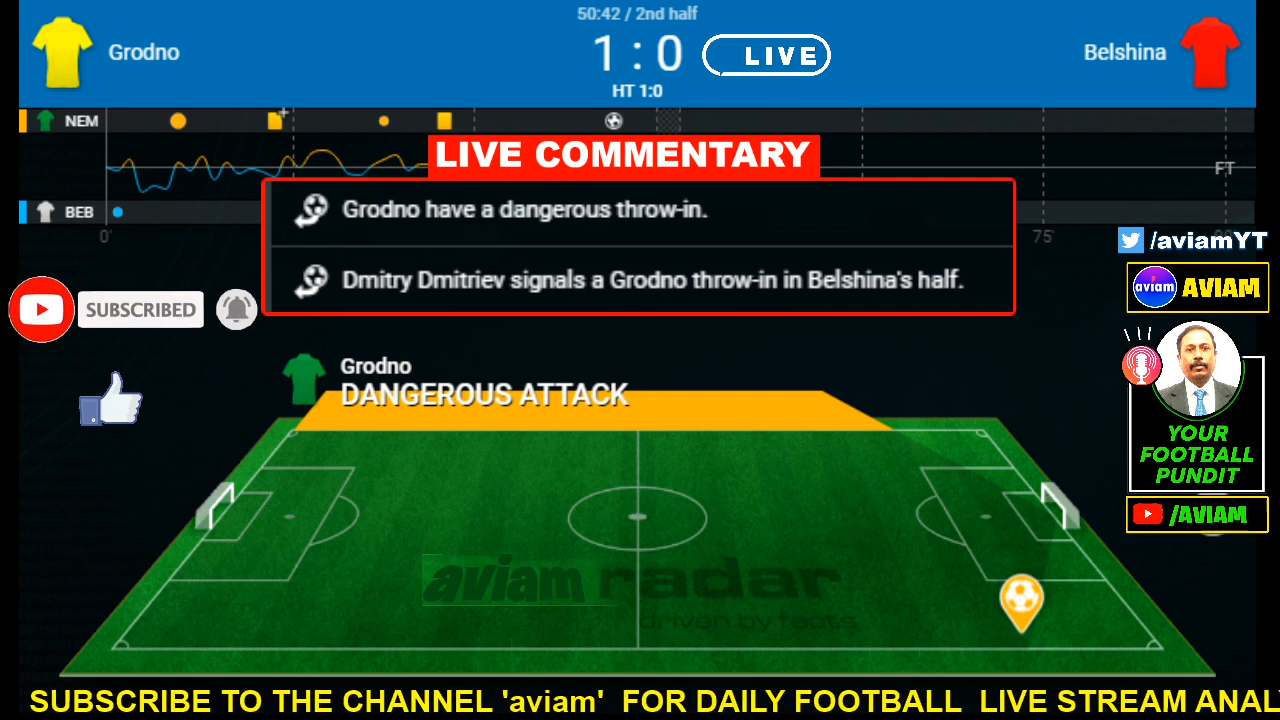 50:42 / 2nd half
Grodno
1 : 0
LIVE
Belshina
HT 1:0
NEM
LIVE COMMENTARY
FT
Grodno have a dangerous throw-in.
BEB
0'
75'
/aviamYT
Dmitry Dmitriev signals a Grodno throw-in in Belshina's half.
aviam AVIAM
SUBSCRIBED
Grodno
DANGEROUS ATTACK
YOUR
FOOTBALL
PUNDIT
/AVIAM
aviam radar
driven by facts
SUBSCRIBE TO THE CHANNEL 'aviam' FOR DAILY FOOTBALL LIVE STREAM ANAL